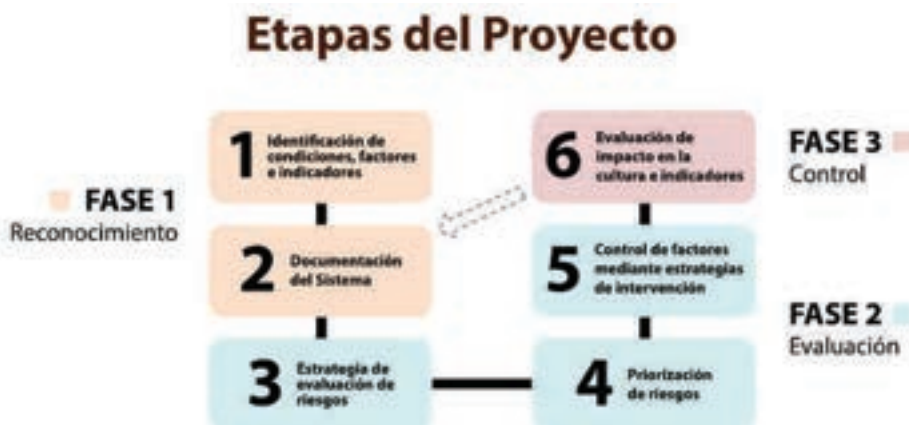 Etapas del Proyecto
FASE 1
Reconocimiento
1
Identificación de
condiciones, factores
e indicadores
2
Documentación
del Sistema
3
Estrategia de
evaluación de
riesgos
4
Priorización
de riesgos
5
Control de factores
mediante estrategias
de intervención
6
Evaluación de
impacto en la
cultura e indicadores
FASE 3
Control
FASE 2
Evaluación